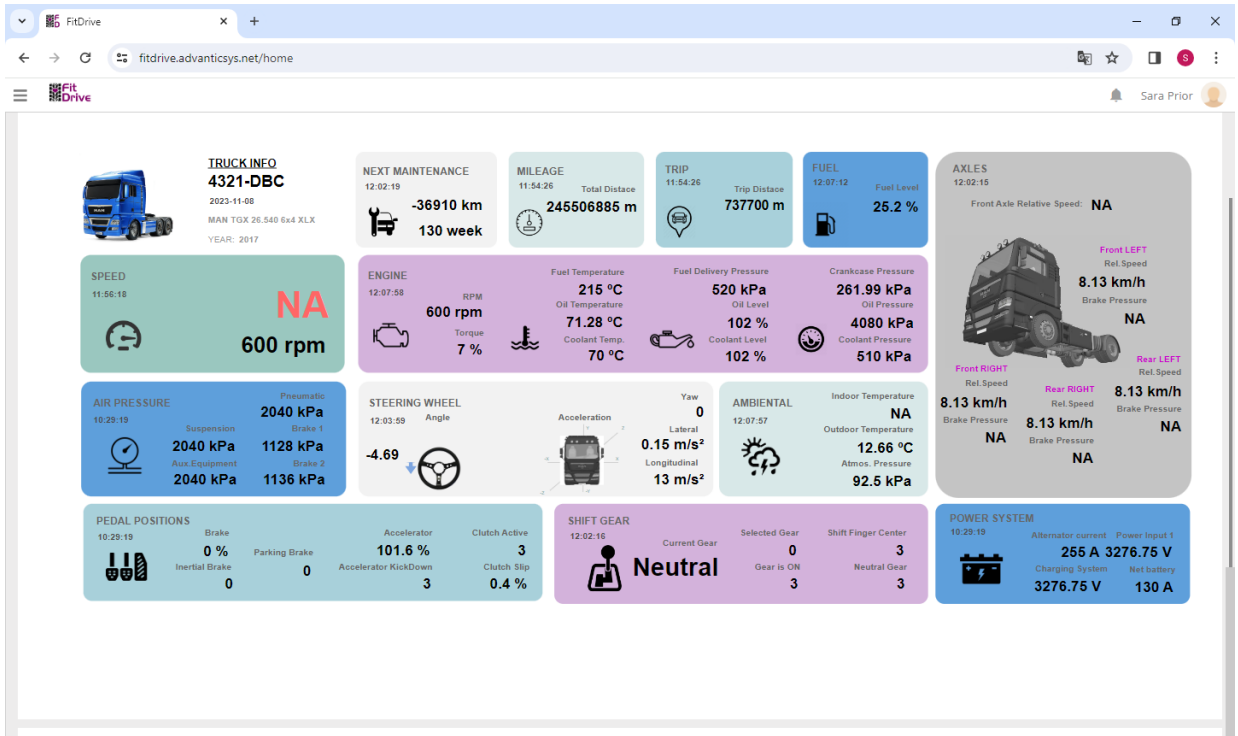 FitDrive
fitdrive.advanticsys.net/home
S
Fit
Drive
Sara Prior
TRUCK INFO
4321-DBC
2023-11-08
MAN TGX 26.540 6x4 XLX
YEAR: 2017
NEXT MAINTENANCE
12:02:19
-36910 km
130 week
MILEAGE
11:54:26
Total Distace
245506885 m
TRIP
11:54:26
Trip Distace
737700 m
FUEL
12:07:12
Fuel Level
25.2 %
AXLES
12:02:15
Front Axle Relative Speed: NA
Front LEFT
Rel.Speed
8.13 km/h
Brake Pressure
NA
Front RIGHT
Rel.Speed
8.13 km/h
Brake Pressure
NA
Rear RIGHT
Rel.Speed
8.13 km/h
Brake Pressure
NA
Rear LEFT
Rel.Speed
8.13 km/h
Brake Pressure
NA
SPEED
11:56:18
NA
600 rpm
ENGINE
12:07:58
RPM
600 rpm
Torque
7 %
Fuel Temperature
215 ºC
Oil Temperature
71.28 ºC
Coolant Temp.
70 ºC
Fuel Delivery Pressure
520 kPa
Oil Level
102 %
Coolant Level
102 %
Crankcase Pressure
261.99 kPa
Oil Pressure
4080 kPa
Coolant Pressure
510 kPa
AIR PRESSURE
10:29:19
Pneumatic
2040 kPa
Suspension
2040 kPa
Brake 1
1128 kPa
Aux.Equipment
2040 kPa
Brake 2
1136 kPa
STEERING WHEEL
12:03:59
Angle
-4.69
Acceleration
Yaw
0
Lateral
0.15 m/s²
Longitudinal
13 m/s²
AMBIENTAL
12:07:57
Indoor Temperature
NA
Outdoor Temperature
12.66 ºC
Atmos. Pressure
92.5 kPa
PEDAL POSITIONS
10:29:19
Brake
0 %
Inertial Brake
0
Parking Brake
0
Accelerator
101.6 %
Accelerator KickDown
3
Clutch Active
3
Clutch Slip
0.4 %
SHIFT GEAR
12:02:16
Current Gear
Neutral
Selected Gear
0
Gear is ON
3
Shift Finger Center
3
Neutral Gear
3
POWER SYSTEM
10:29:19
Alternator current
255 A
Power Input 1
3276.75 V
Charging System
3276.75 V
Net battery
130 A